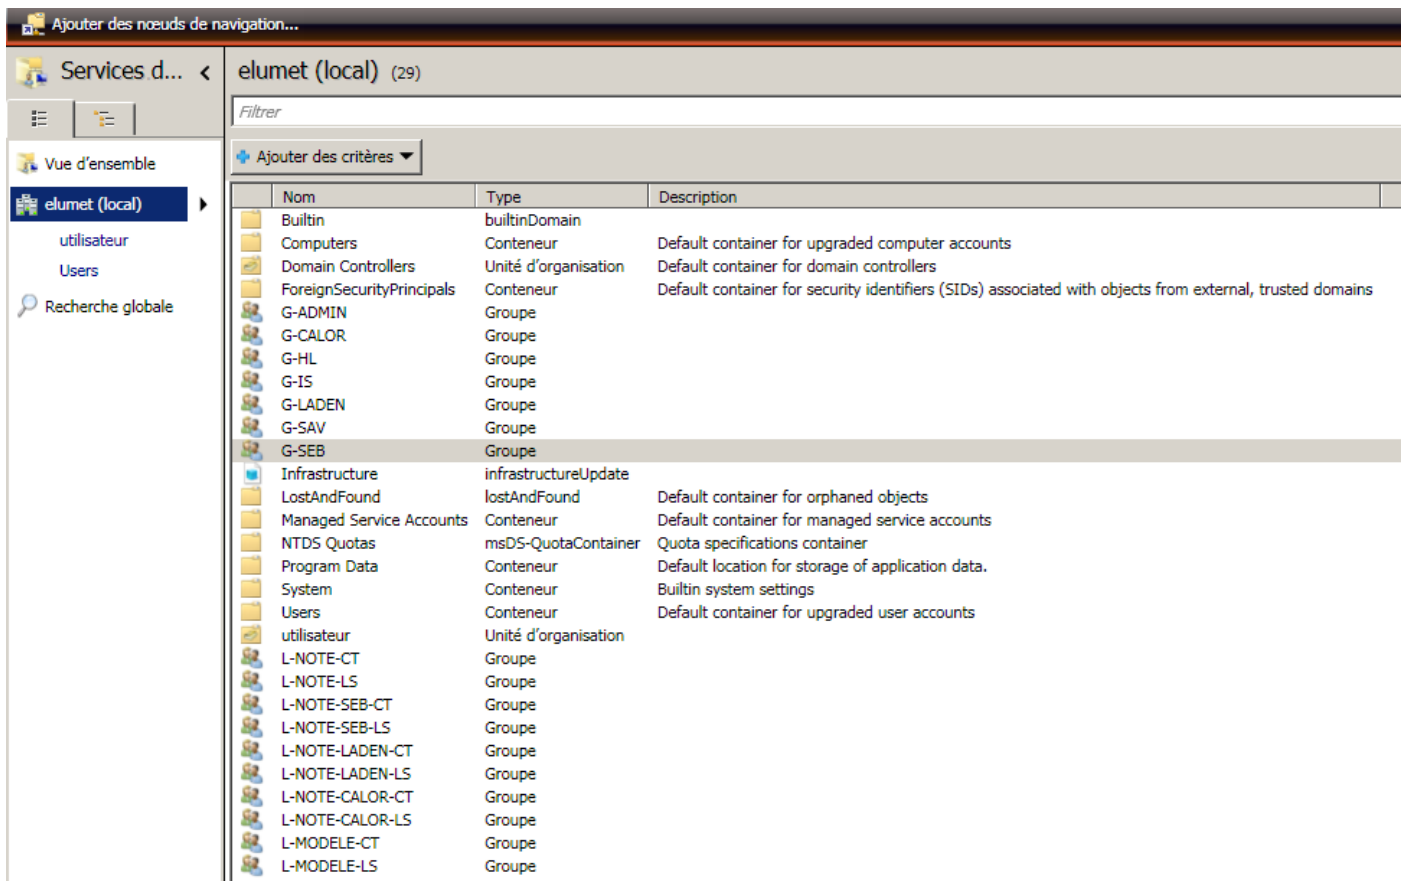 Ajouter des nœuds de navigation...
Services d... <
elumet (local) (29)
Filtrer
Ajouter des critères
Vue d'ensemble
elumet (local)
utilisateur
Users
Recherche globale
Nom Type Description
Builtin builtinDomain
Computers Conteneur Default container for upgraded computer accounts
Domain Controllers Unité d'organisation Default container for domain controllers
ForeignSecurityPrincipals Conteneur Default container for security identifiers (SIDs) associated with objects from external, trusted domains
G-ADMIN Groupe
G-CALOR Groupe
G-HL Groupe
G-IS Groupe
G-LADEN Groupe
G-SAV Groupe
G-SEB Groupe
Infrastructure infrastructureUpdate
LostAndFound lostAndFound Default container for orphaned objects
Managed Service Accounts Conteneur Default container for managed service accounts
NTDS Quotas msDS-QuotaContainer Quota specifications container
Program Data Conteneur Default location for storage of application data.
System Conteneur Builtin system settings
Users Conteneur Default container for upgraded user accounts
utilisateur Unité d'organisation
L-NOTE-CT Groupe
L-NOTE-LS Groupe
L-NOTE-SEB-CT Groupe
L-NOTE-SEB-LS Groupe
L-NOTE-LADEN-CT Groupe
L-NOTE-LADEN-LS Groupe
L-NOTE-CALOR-CT Groupe
L-NOTE-CALOR-LS Groupe
L-MODELE-CT Groupe
L-MODELE-LS Groupe